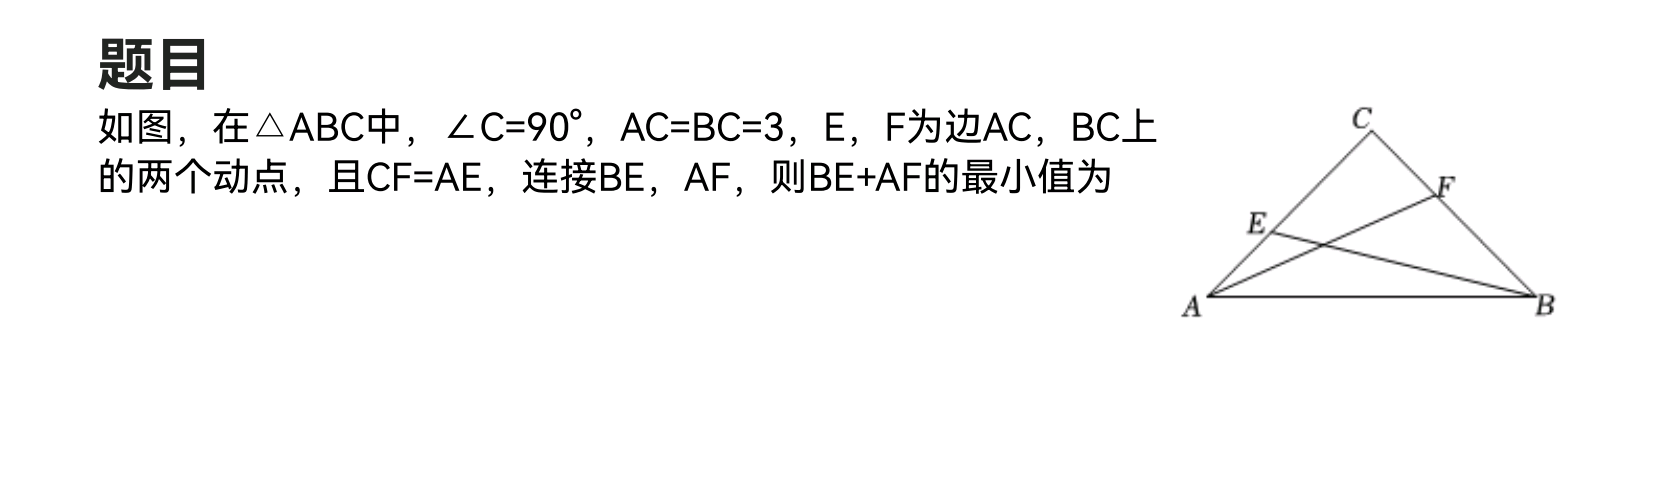 题目
如图，在△ABC中，∠C=90°，AC=BC=3，E，F为边AC，BC上
的两个动点，且CF=AE，连接BE，AF，则BE+AF的最小值为
C
F
E
A
B